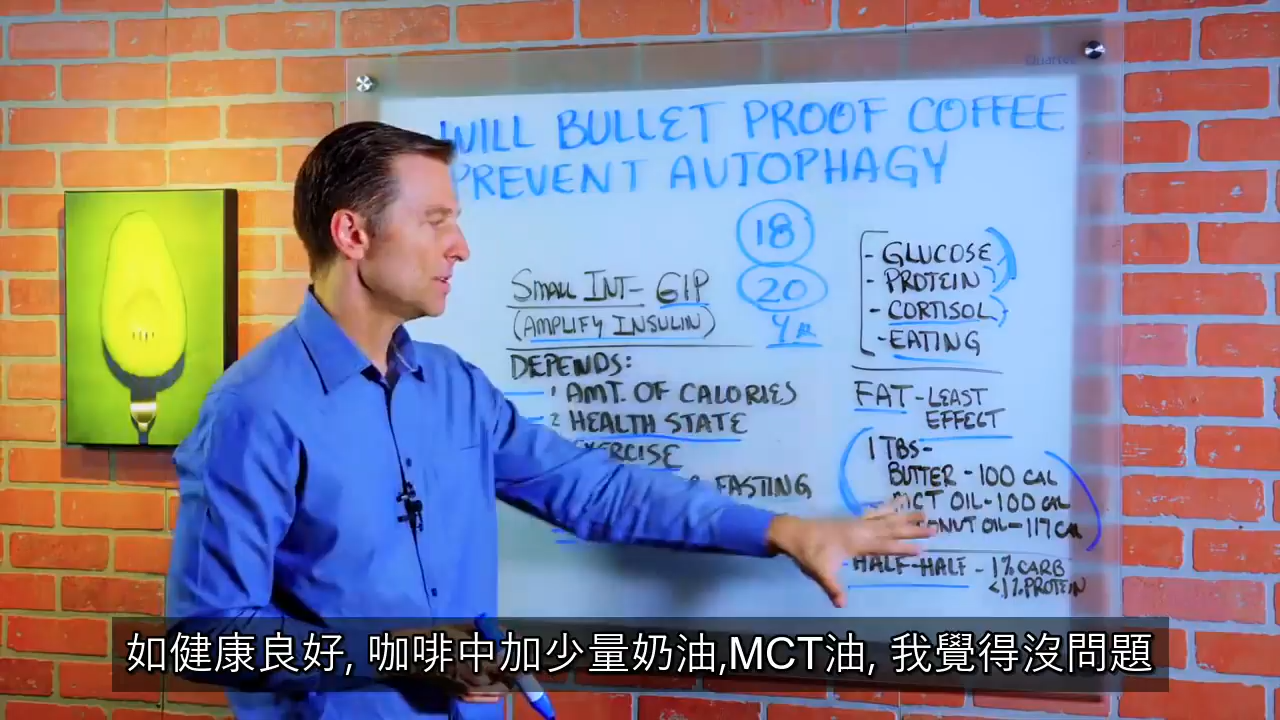 Quartet
WILL BULLET PROOF COFFEE
PREVENT AUTOPHAGY
18
20
SMALL INT- GIP
(AMPLIFY INSULIN)
DEPENDS:
1 AMT. OF CALORIES
2 HEALTH STATE
FASTING
- GLUCOSE
- PROTEIN
- CORTISOL
- EATING
FAT-LEAST
EFFECT
1 TBS-
BUTTER - 100 CAL
MCT OIL-100 CAL
OIL-117 CAL
HALF-HALF - 1% CARB
<1% PROTEIN
如健康良好, 咖啡中加少量奶油,MCT油, 我覺得沒問題